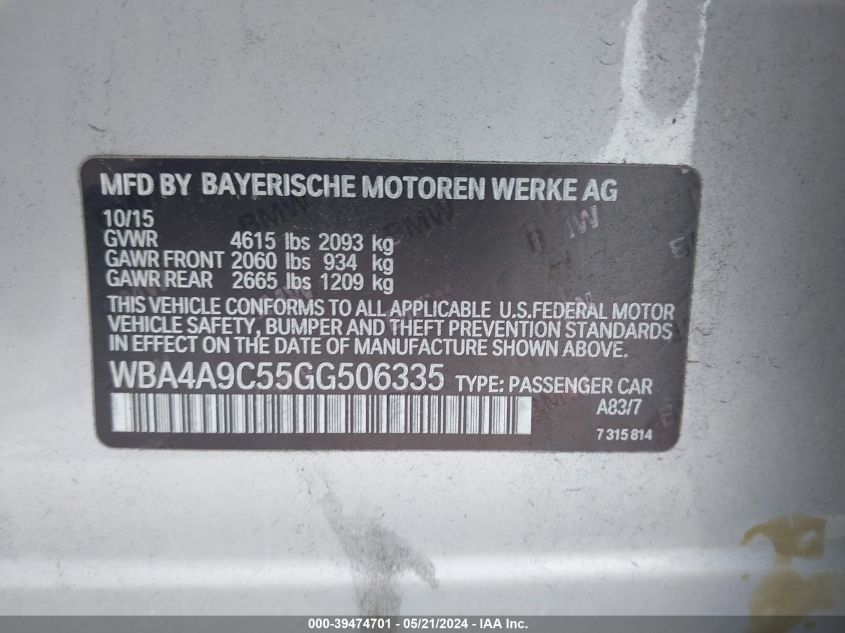 MFD BY BAYERISCHE MOTOREN WERKE AG
10/15
GVWR 4615 lbs 2093 kg
GAWR FRONT 2060 lbs 934 kg
GAWR REAR 2665 lbs 1209 kg
THIS VEHICLE CONFORMS TO ALL APPLICABLE U.S.FEDERAL MOTOR
VEHICLE SAFETY, BUMPER AND THEFT PREVENTION STANDARDS
IN EFFECT ON THE DATE OF MANUFACTURE SHOWN ABOVE.
WBA4A9C55GG506335 TYPE: PASSENGER CAR
A83/7
7 315 814
000-39474701 - 05/21/2024 - IAA Inc.